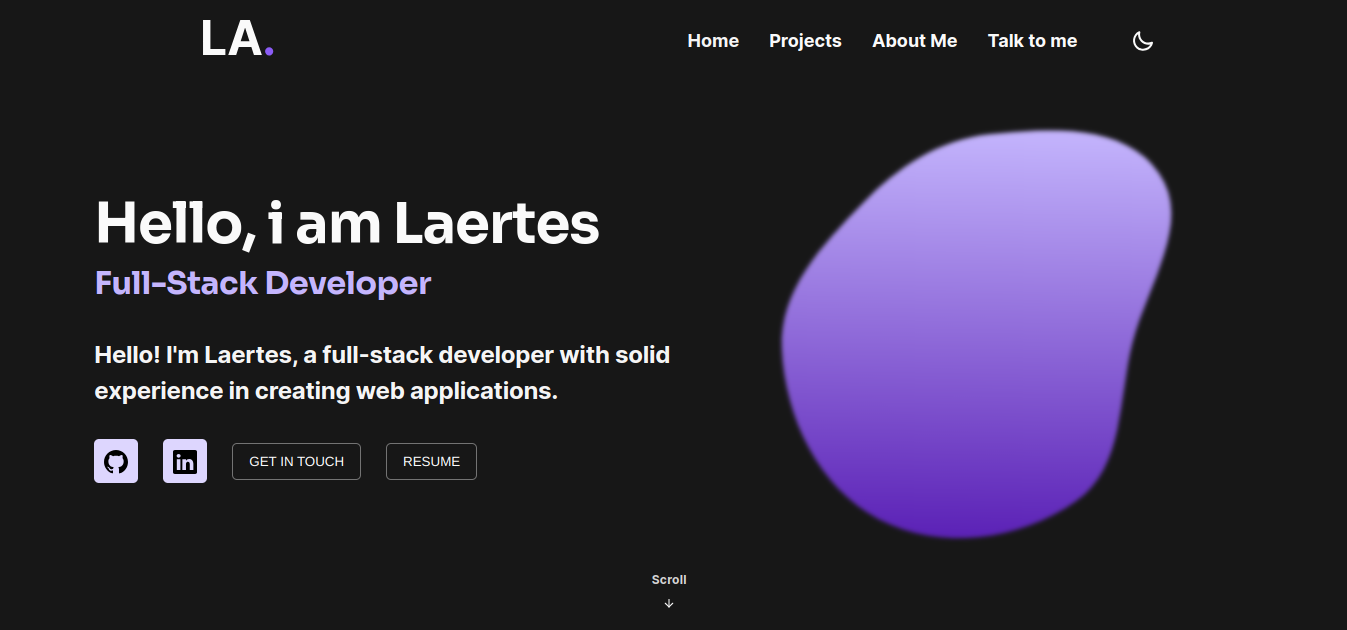 LA.
Home Projects About Me Talk to me
Hello, i am Laertes
Full-Stack Developer
Hello! I'm Laertes, a full-stack developer with solid
experience in creating web applications.
in GET IN TOUCH RESUME
Scroll